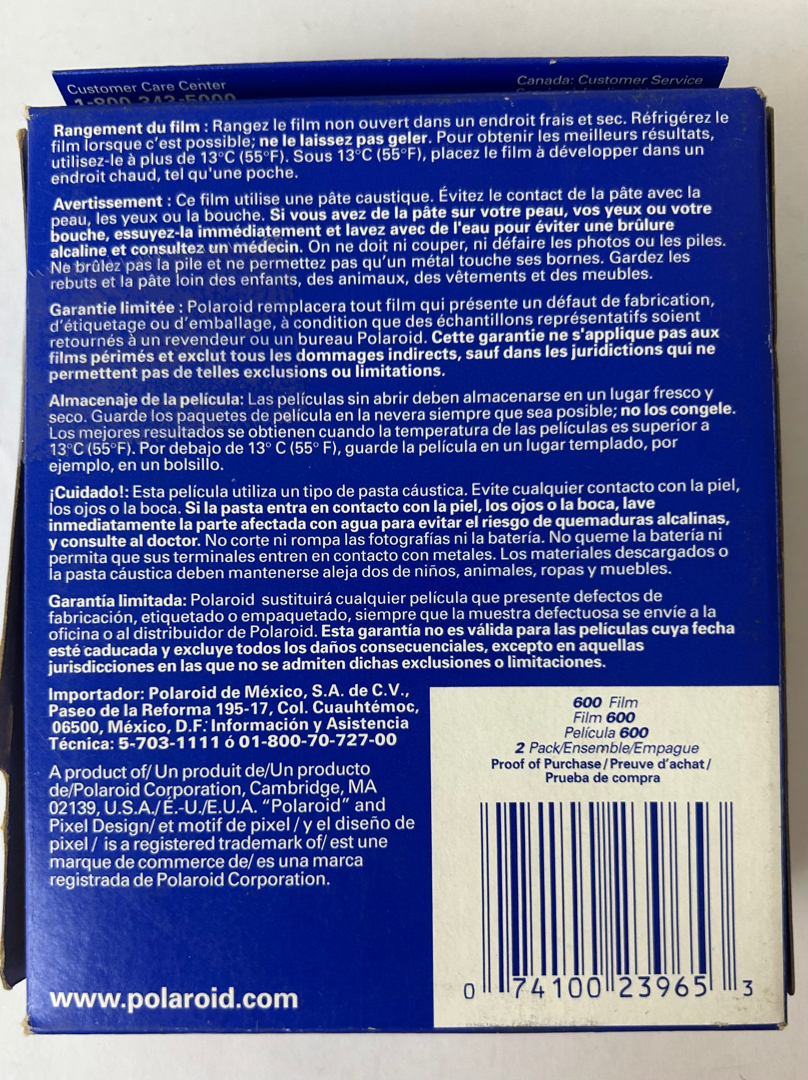 Customer Care Center
1-800-343-5000
Canada: Customer Service
Rangement du film : Rangez le film non ouvert dans un endroit frais et sec. Réfrigérez le
film lorsque c'est possible; ne le laissez pas geler. Pour obtenir les meilleurs résultats,
utilisez-le à plus de 13°C (55°F). Sous 13°C (55°F), placez le film à développer dans un
endroit chaud, tel qu'une poche.
Avertissement : Ce film utilise une pâte caustique. Évitez le contact de la pâte avec la
peau, les yeux ou la bouche. Si vous avez de la pâte sur votre peau, vos yeux ou votre
bouche, essuyez-la immédiatement et lavez avec de l'eau pour éviter une brûlure
alcaline et consultez un médecin. On ne doit ni couper, ni défaire les photos ou les piles.
Ne brûlez pas la pile et ne permettez pas qu'un métal touche ses bornes. Gardez les
rebuts et la pâte loin des enfants, des animaux, des vêtements et des meubles.
Garantie limitée : Polaroid remplacera tout film qui présente un défaut de fabrication,
d'étiquetage ou d'emballage, à condition que des échantillons représentatifs soient
retournés à un revendeur ou un bureau Polaroid. Cette garantie ne s'applique pas aux
films périmés et exclut tous les dommages indirects, sauf dans les juridictions qui ne
permettent pas de telles exclusions ou limitations.
Almacenaje de la película: Las películas sin abrir deben almacenarse en un lugar fresco y
seco. Guarde los paquetes de película en la nevera siempre que sea posible; no los congele.
Los mejores resultados se obtienen cuando la temperatura de las películas es superior a
13°C (55°F). Por debajo de 13° C (55° F), guarde la película en un lugar templado, por
ejemplo, en un bolsillo.
¡Cuidado!: Esta película utiliza un tipo de pasta cáustica. Evite cualquier contacto con la piel,
los ojos o la boca. Si la pasta entra en contacto con la piel, los ojos o la boca, lave
inmediatamente la parte afectada con agua para evitar el riesgo de quemaduras alcalinas,
y consulte al doctor. No corte ni rompa las fotografías ni la batería. No queme la batería ni
permita que sus terminales entren en contacto con metales. Los materiales descargados o
la pasta cáustica deben mantenerse aleja dos de niños, animales, ropas y muebles.
Garantía limitada: Polaroid sustituirá cualquier película que presente defectos de
fabricación, etiquetado o empaquetado, siempre que la muestra defectuosa se envíe a la
oficina o al distribuidor de Polaroid. Esta garantía no es válida para las películas cuya fecha
esté caducada y excluye todos los daños consecuenciales, excepto en aquellas
jurisdicciones en las que no se admiten dichas exclusiones o limitaciones.
Importador: Polaroid de México, S.A. de C.V.,
Paseo de la Reforma 195-17, Col. Cuauhtémoc,
06500, México, D.F. Información y Asistencia
Técnica: 5-703-1111 ó 01-800-70-727-00
A product of/ Un produit de/Un producto
de/Polaroid Corporation, Cambridge, MA
02139, U.S.A./É.-U./E.U.A. "Polaroid" and
Pixel Design/ et motif de pixel / y el diseño de
pixel / is a registered trademark of/ est une
marque de commerce de/ es una marca
registrada de Polaroid Corporation.
www.polaroid.com
600 Film
Film 600
Película 600
2 Pack/Ensemble/Empague
Proof of Purchase/Preuve d'achat/
Prueba de compra
0 74100 23965 3